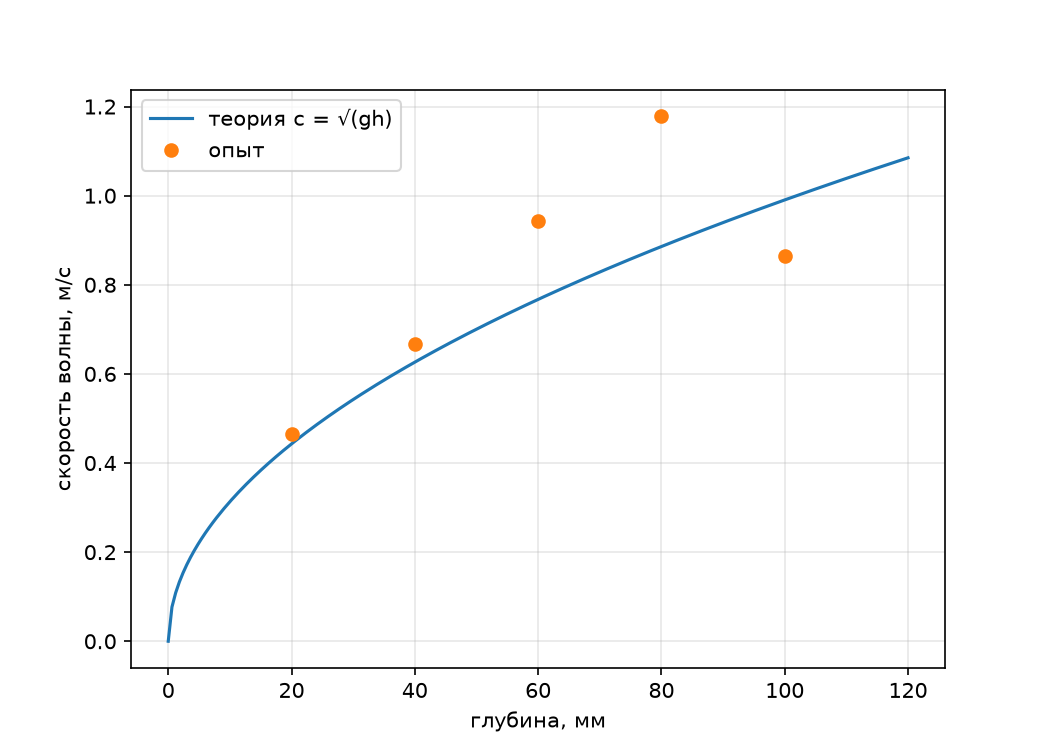 теория c = √(gh)
опыт
1.2
1.0
0.8
0.6
0.4
0.2
0.0
скорость волны, м/с
0 20 40 60 80 100 120
глубина, мм